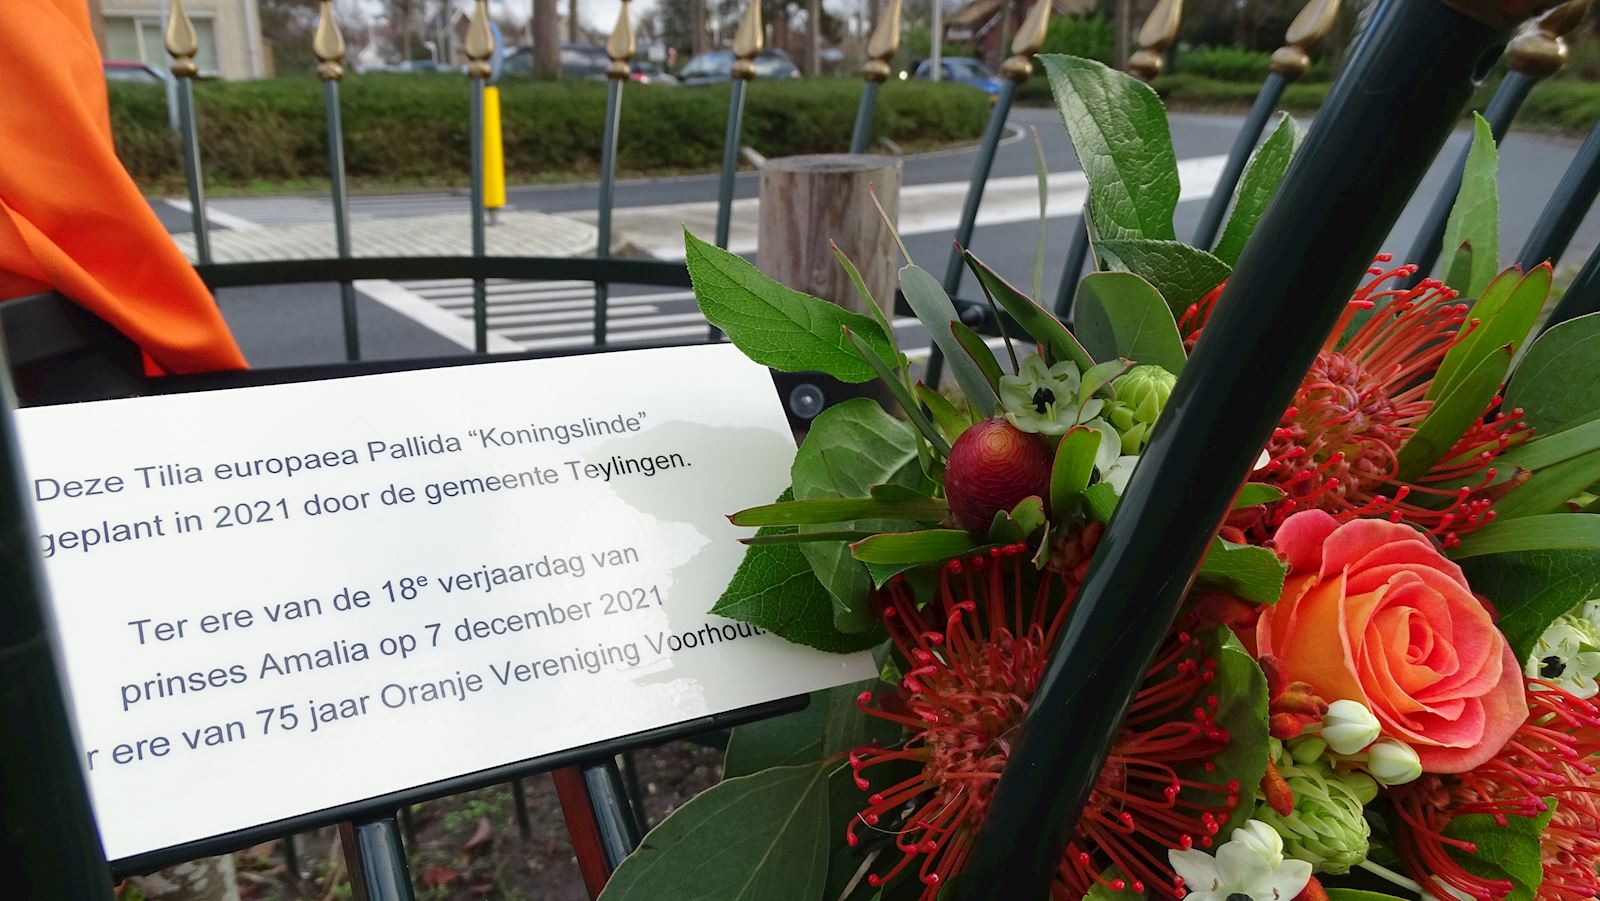 Deze Tilia europaea Pallida “Koningslinde”
geplant in 2021 door de gemeente Teylingen.
Ter ere van de 18e verjaardag van
prinses Amalia op 7 december 2021
r ere van 75 jaar Oranje Vereniging Voorhout.